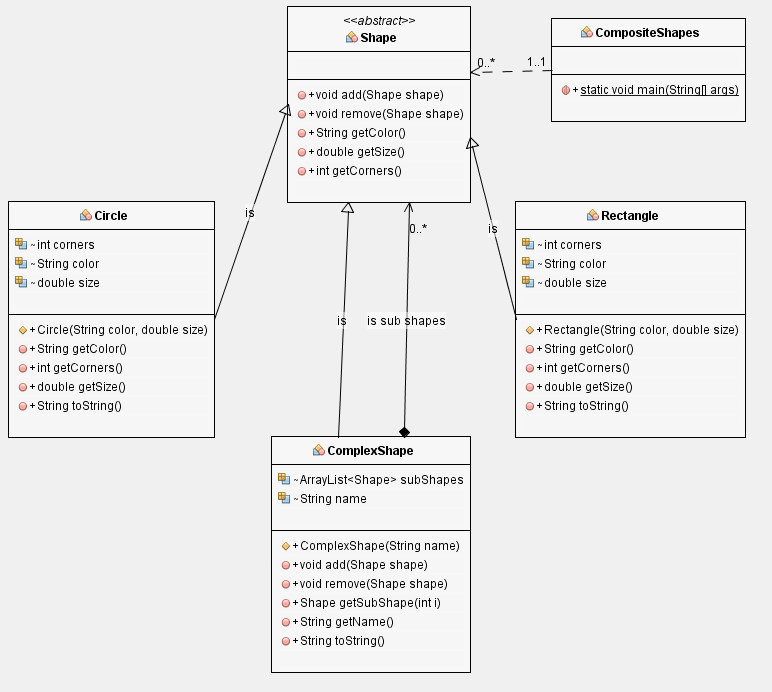 <<abstract>>
Shape
+void add(Shape shape)
+void remove(Shape shape)
+String getColor()
+double getSize()
+int getCorners()
CompositeShapes
+static void main(String[] args)
0..*
1..1
Circle
~int corners
~String color
~double size
+Circle(String color, double size)
+String getColor()
+int getCorners()
+double getSize()
+String toString()
is
is
is sub shapes
0..*
is
Rectangle
~int corners
~String color
~double size
+Rectangle(String color, double size)
+String getColor()
+int getCorners()
+double getSize()
+String toString()
ComplexShape
~ArrayList<Shape> subShapes
~String name
+ComplexShape(String name)
+void add(Shape shape)
+void remove(Shape shape)
+Shape getSubShape(int i)
+String getName()
+String toString()